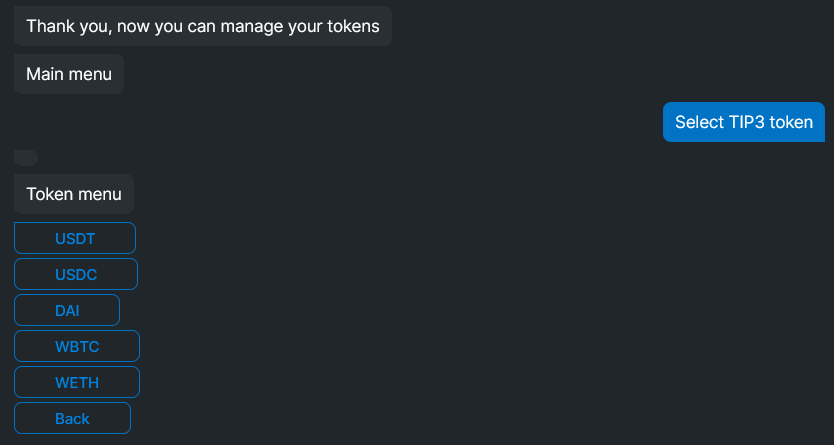 Thank you, now you can manage your tokens
Main menu
Select TIP3 token
Token menu
USDT
USDC
DAI
WBTC
WETH
Back